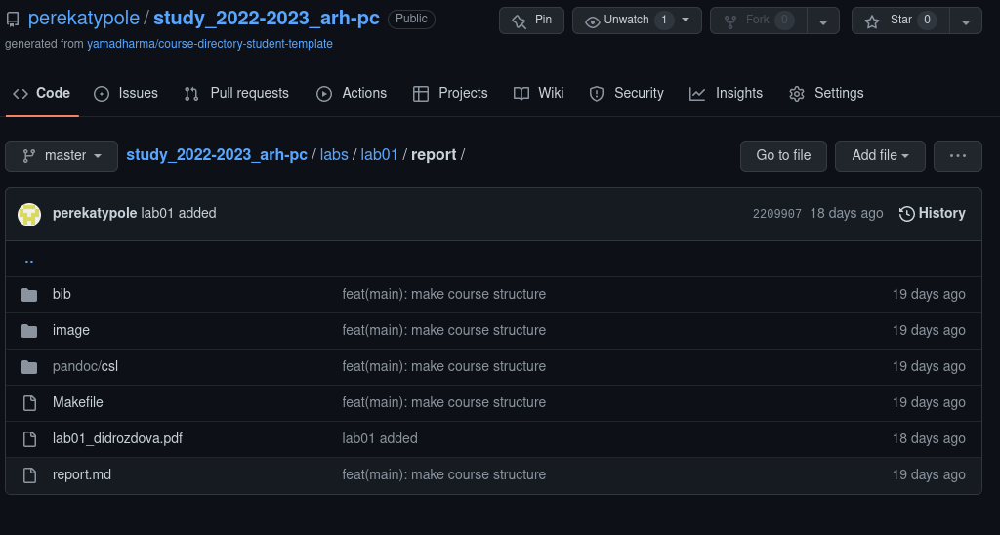 perekatypole / study_2022-2023_arh-pc Public Pin Unwatch 1 Fork 0 Star 0
generated from yamadharma/course-directory-student-template
Code Issues Pull requests Actions Projects Wiki Security Insights Settings
master study_2022-2023_arh-pc / labs / lab01 / report / Go to file Add file ...
perekatypole lab01 added 2209907 18 days ago History
..
bib feat(main): make course structure 19 days ago
image feat(main): make course structure 19 days ago
pandoc/csl feat(main): make course structure 19 days ago
Makefile feat(main): make course structure 19 days ago
lab01_didrozdova.pdf lab01 added 18 days ago
report.md feat(main): make course structure 19 days ago